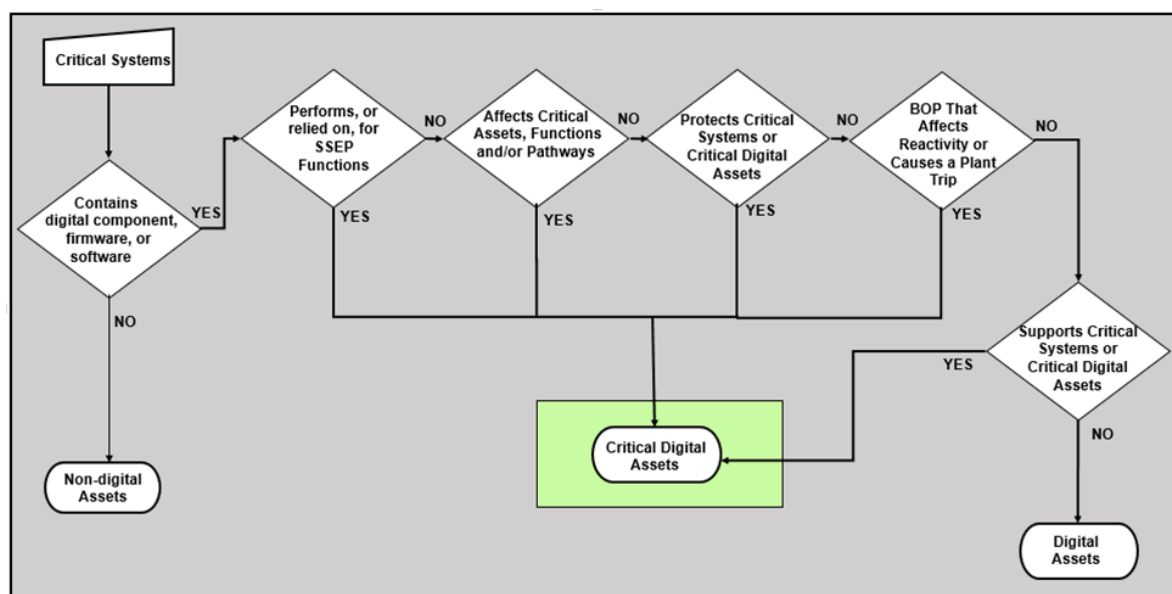 Critical Systems
Contains
digital component,
firmware, or
software
YES
NO
Non-digital
Assets
Performs, or
relied on, for
SSEP
Functions
NO
YES
Affects Critical
Assets, Functions
and/or Pathways
NO
YES
Protects Critical
Systems or
Critical Digital
Assets
NO
YES
BOP That
Affects
Reactivity or
Causes a Plant
Trip
NO
YES
Supports Critical
Systems or
Critical Digital
Assets
YES
NO
Critical Digital
Assets
Digital
Assets